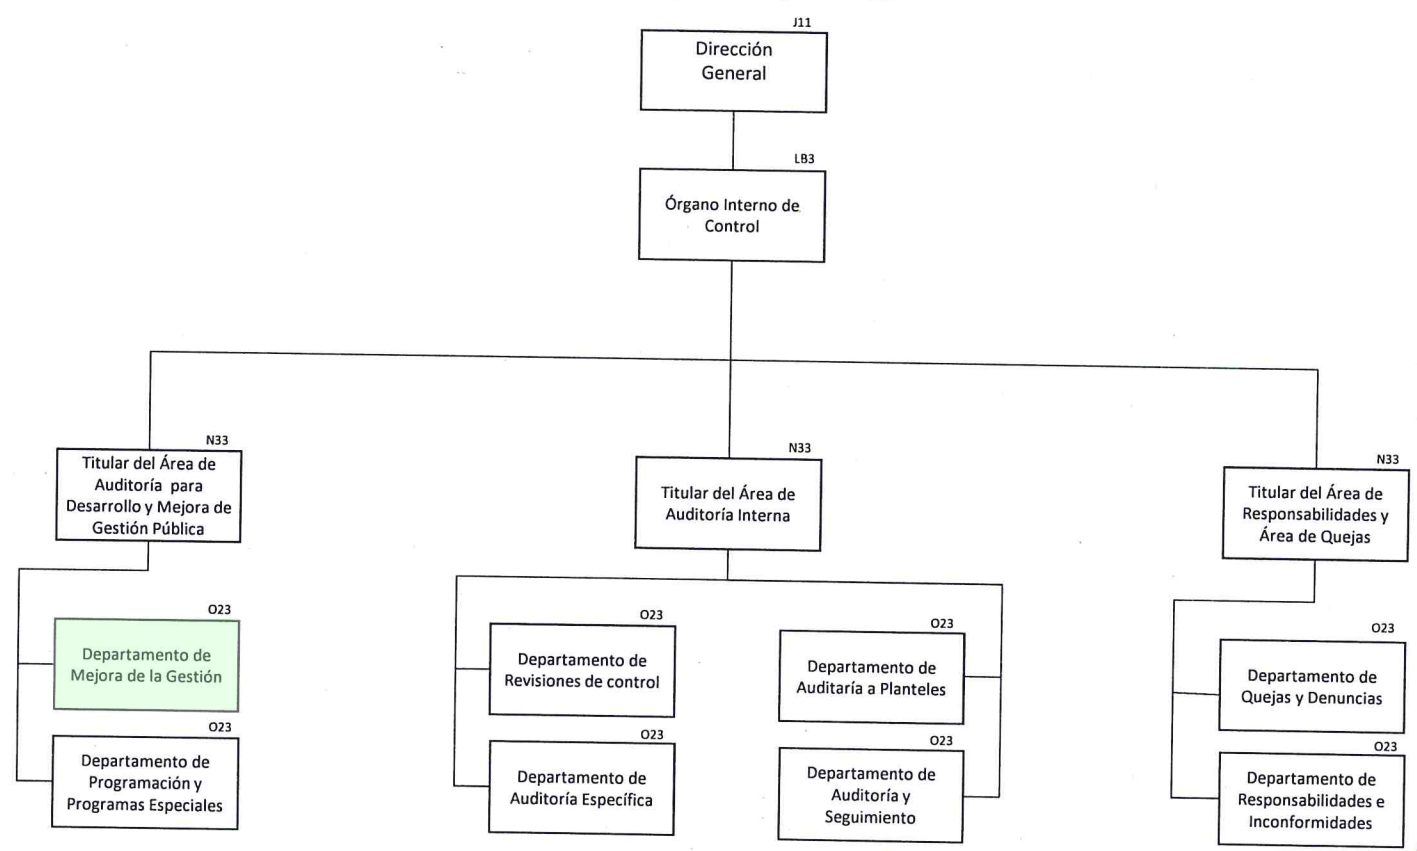 J11
Dirección
General
LB3
Órgano Interno de
Control
N33
Titular del Área de
Auditoría para
Desarrollo y Mejora de
Gestión Pública
N33
Titular del Área de
Auditoría Interna
N33
Titular del Área de
Responsabilidades y
Área de Quejas
O23
Departamento de
Mejora de la Gestión
O23
Departamento de
Programación y
Programas Especiales
O23
Departamento de
Revisiones de control
O23
Departamento de
Auditoría Específica
O23
Departamento de
Auditaría a Planteles
O23
Departamento de
Auditoría y
Seguimiento
O23
Departamento de
Quejas y Denuncias
O23
Departamento de
Responsabilidades e
Inconformidades